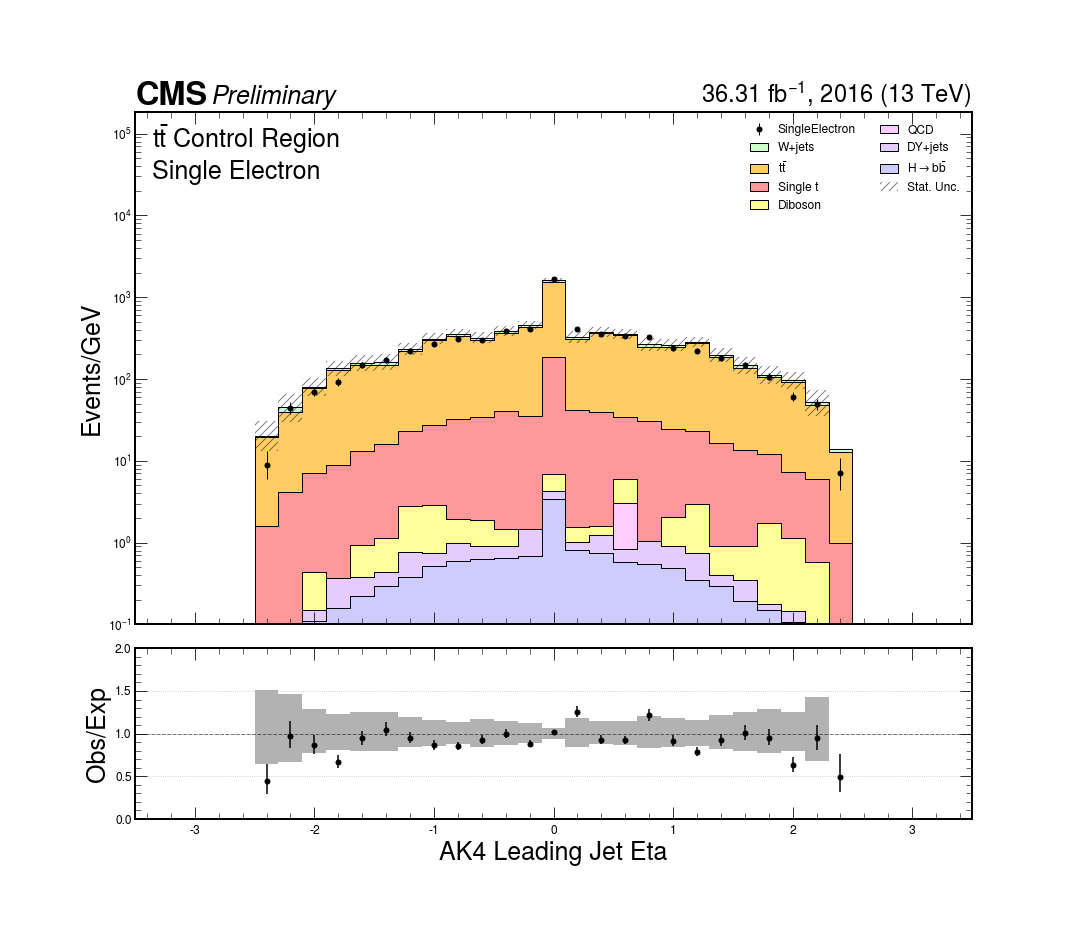 CMS Preliminary 36.31 fb⁻¹, 2016 (13 TeV)
tt̄ Control Region
Single Electron
SingleElectron
W+jets
tt̄
Single t
Diboson
QCD
DY+jets
H→bb̄
Stat. Unc.
Events/GeV
10⁵
10⁴
10³
10²
10¹
10⁰
10⁻¹
Obs/Exp
2.0
1.5
1.0
0.5
0.0
-3 -2 -1 0 1 2 3
AK4 Leading Jet Eta